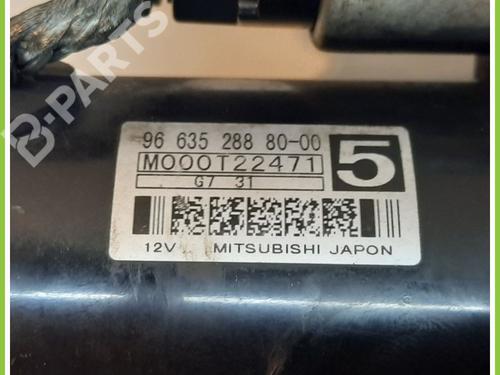 B-PARTS
96 635 288 80-00
M000T22471
5
G7 31
12V MITSUBISHI JAPON